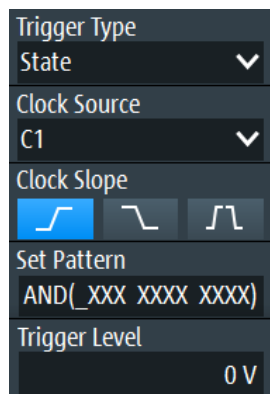 Trigger Type
State
Clock Source
C1
Clock Slope
Set Pattern
AND(_XXX XXXX XXXX)
Trigger Level
0 V